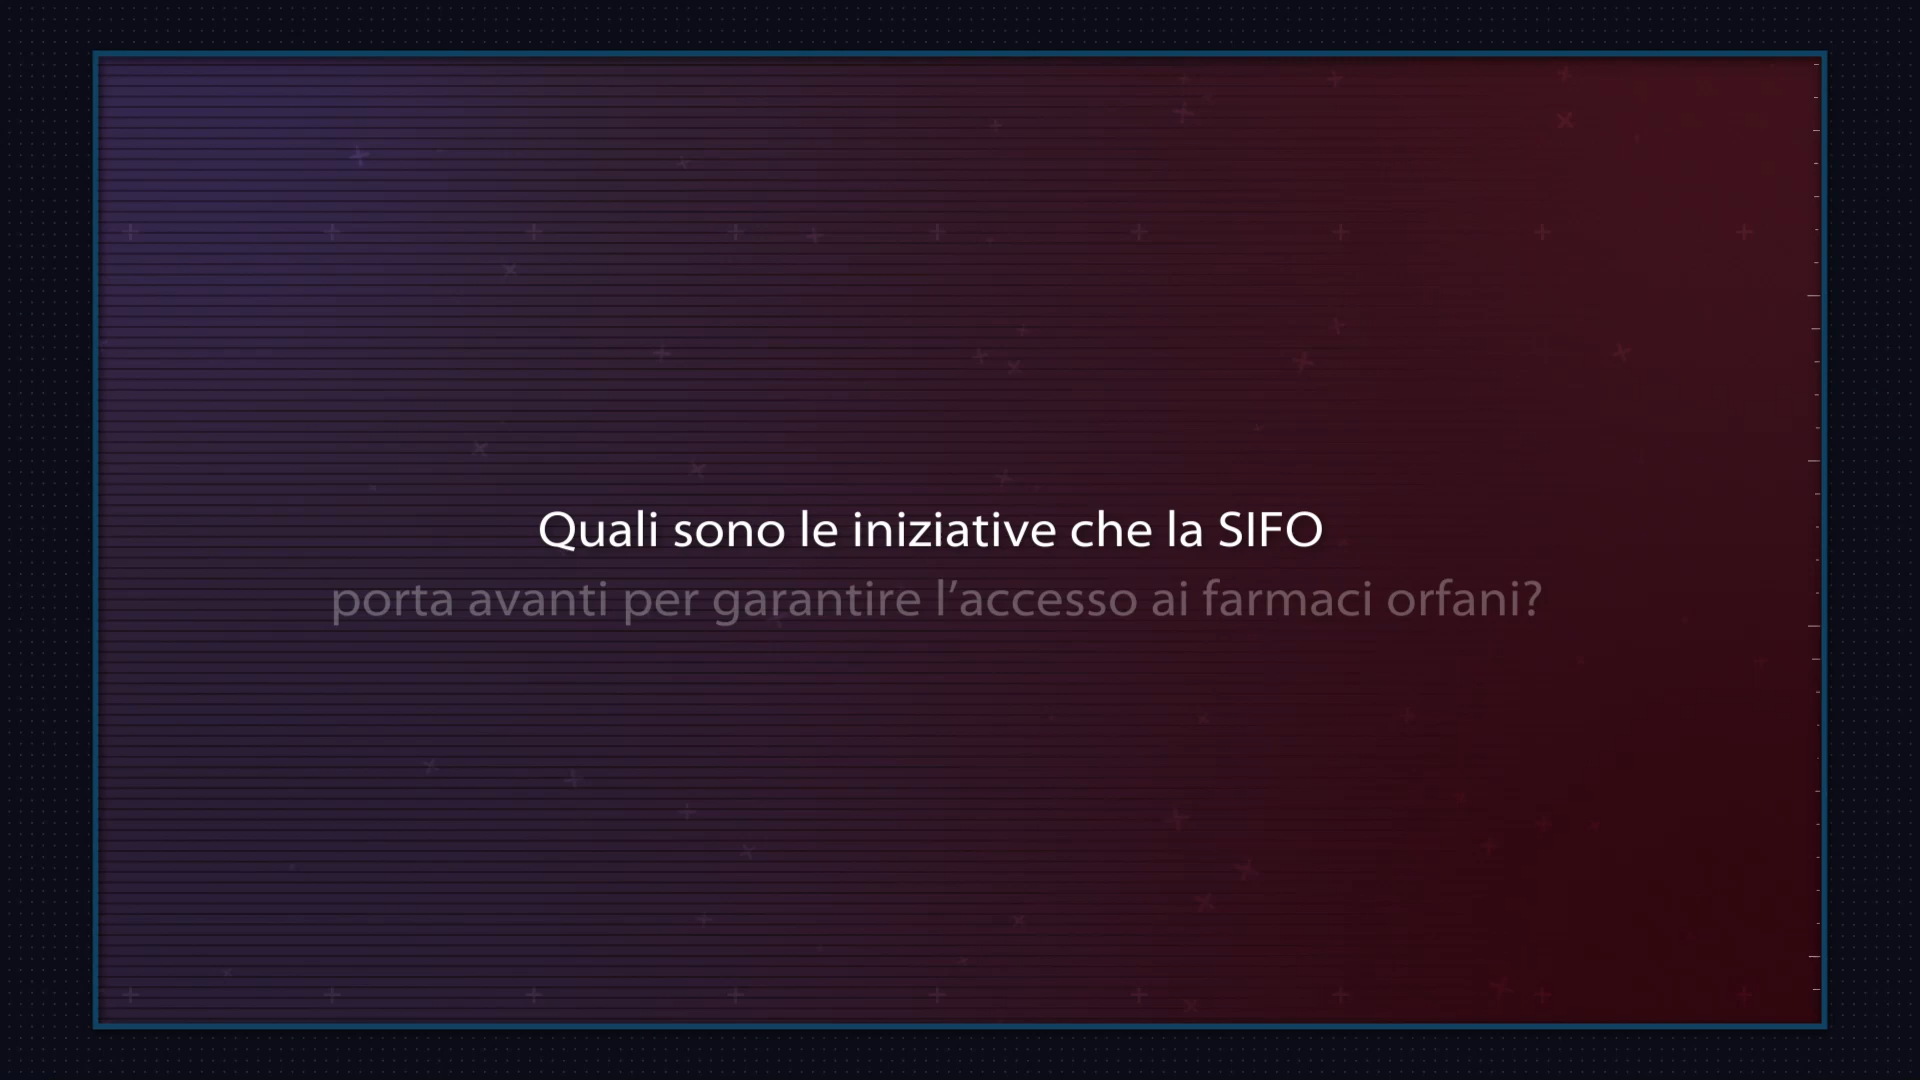 Quali sono le iniziative che la SIFO
porta avanti per garantire l’accesso ai farmaci orfani?